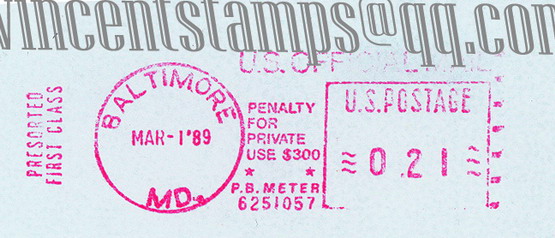 vincentstamps@qq.com
U.S. OFFICIAL MAIL
PRESORTED
FIRST CLASS
BALTIMORE
MAR-1'89
MD.
PENALTY
FOR
PRIVATE
USE $300
★ ★
P.B. METER
6251057
U.S. POSTAGE
≈ 0.21 ≈